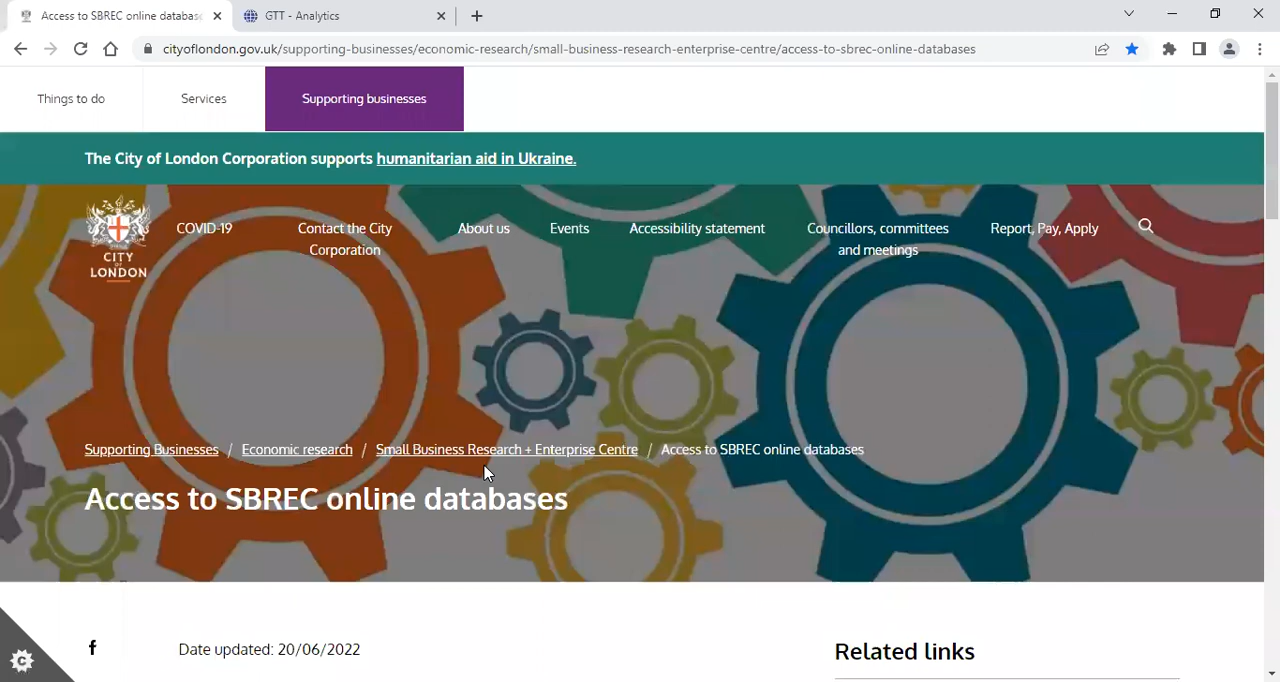 Access to SBREC online databas
GTT - Analytics
cityoflondon.gov.uk/supporting-businesses/economic-research/small-business-research-enterprise-centre/access-to-sbrec-online-databases
Things to do
Services
Supporting businesses
The City of London Corporation supports humanitarian aid in Ukraine.
CITY
OF
LONDON
COVID-19
Contact the City
Corporation
About us
Events
Accessibility statement
Councillors, committees
and meetings
Report, Pay, Apply
Supporting Businesses / Economic research / Small Business Research + Enterprise Centre / Access to SBREC online databases
Access to SBREC online databases
f
Date updated: 20/06/2022
Related links
C